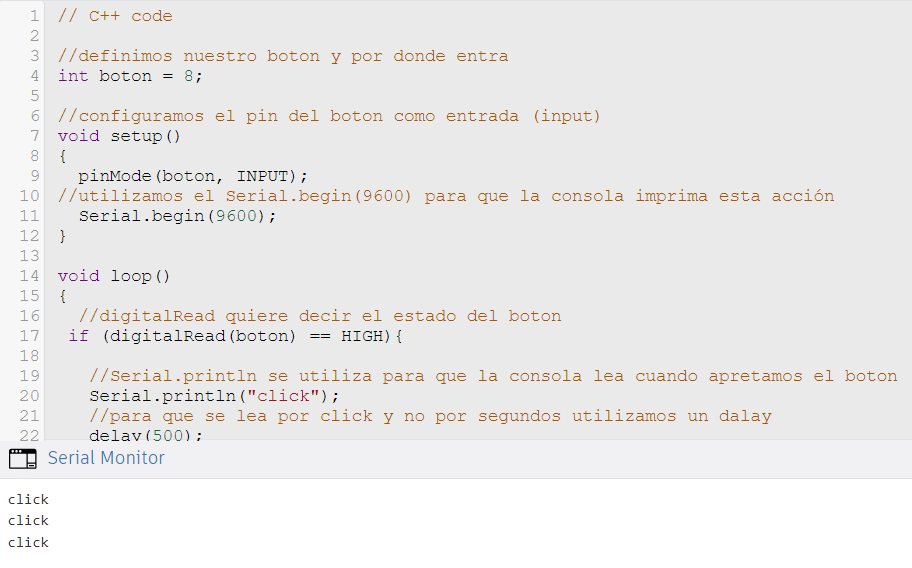 1 // C++ code
2
3 //definimos nuestro boton y por donde entra
4 int boton = 8;
5
6 //configuramos el pin del boton como entrada (input)
7 void setup()
8 {
9 pinMode(boton, INPUT);
10 //utilizamos el Serial.begin(9600) para que la consola imprima esta acción
11 Serial.begin(9600);
12 }
13
14 void loop()
15 {
16 //digitalRead quiere decir el estado del boton
17 if (digitalRead(boton) == HIGH){
18
19 //Serial.println se utiliza para que la consola lea cuando apretamos el boton
20 Serial.println("click");
21 //para que se lea por click y no por segundos utilizamos un dalay
22 delay(500);
Serial Monitor
click
click
click